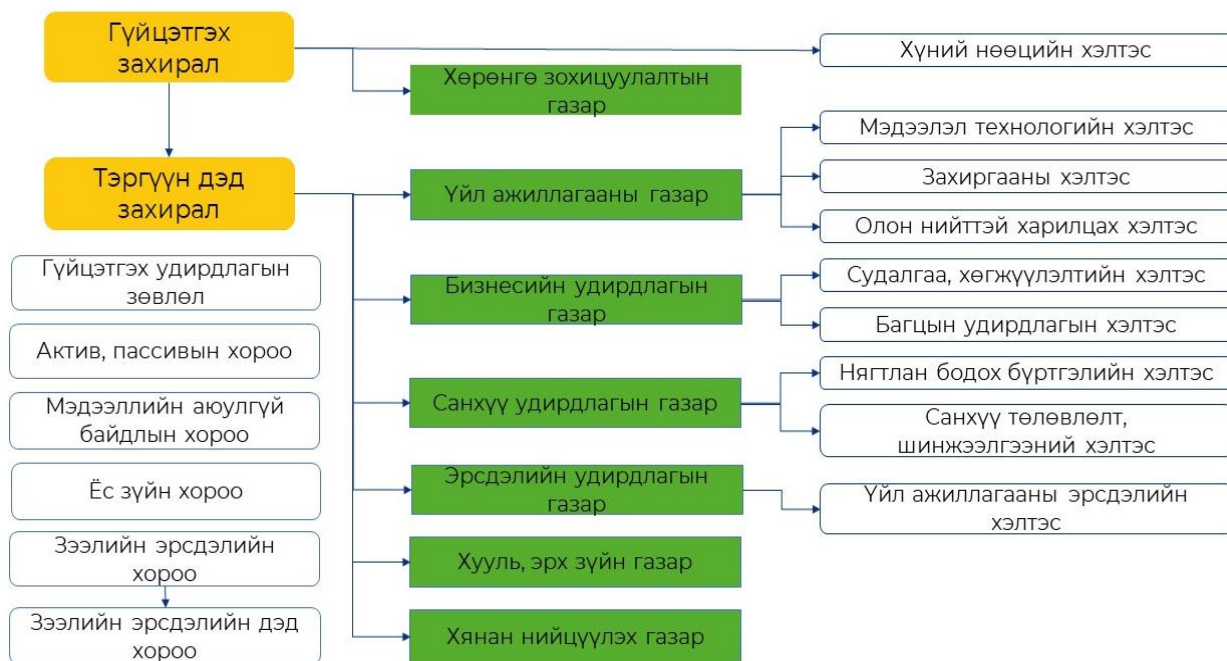 Гүйцэтгэх
захирал
Хүний нөөцийн хэлтэс
Хөрөнгө зохицуулалтын
газар
Тэргүүн дэд
захирал
Үйл ажиллагааны газар
Мэдээлэл технологийн хэлтэс
Захиргааны хэлтэс
Олон нийттэй харилцах хэлтэс
Гүйцэтгэх удирдлагын
зөвлөл
Бизнесийн удирдлагын
газар
Судалгаа, хөгжүүлэлтийн хэлтэс
Багцын удирдлагын хэлтэс
Актив, пассивын хороо
Мэдээллийн аюулгүй
байдлын хороо
Санхүү удирдлагын газар
Нягтлан бодох бүртгэлийн хэлтэс
Санхүү төлөвлөлт,
шинжээлгээний хэлтэс
Ёс зүйн хороо
Эрсдэлийн удирдлагын
газар
Үйл ажиллагааны эрсдэлийн
хэлтэс
Зээлийн эрсдэлийн
хороо
Хууль, эрх зүйн газар
Зээлийн эрсдэлийн дэд
хороо
Хянан нийцүүлэх газар